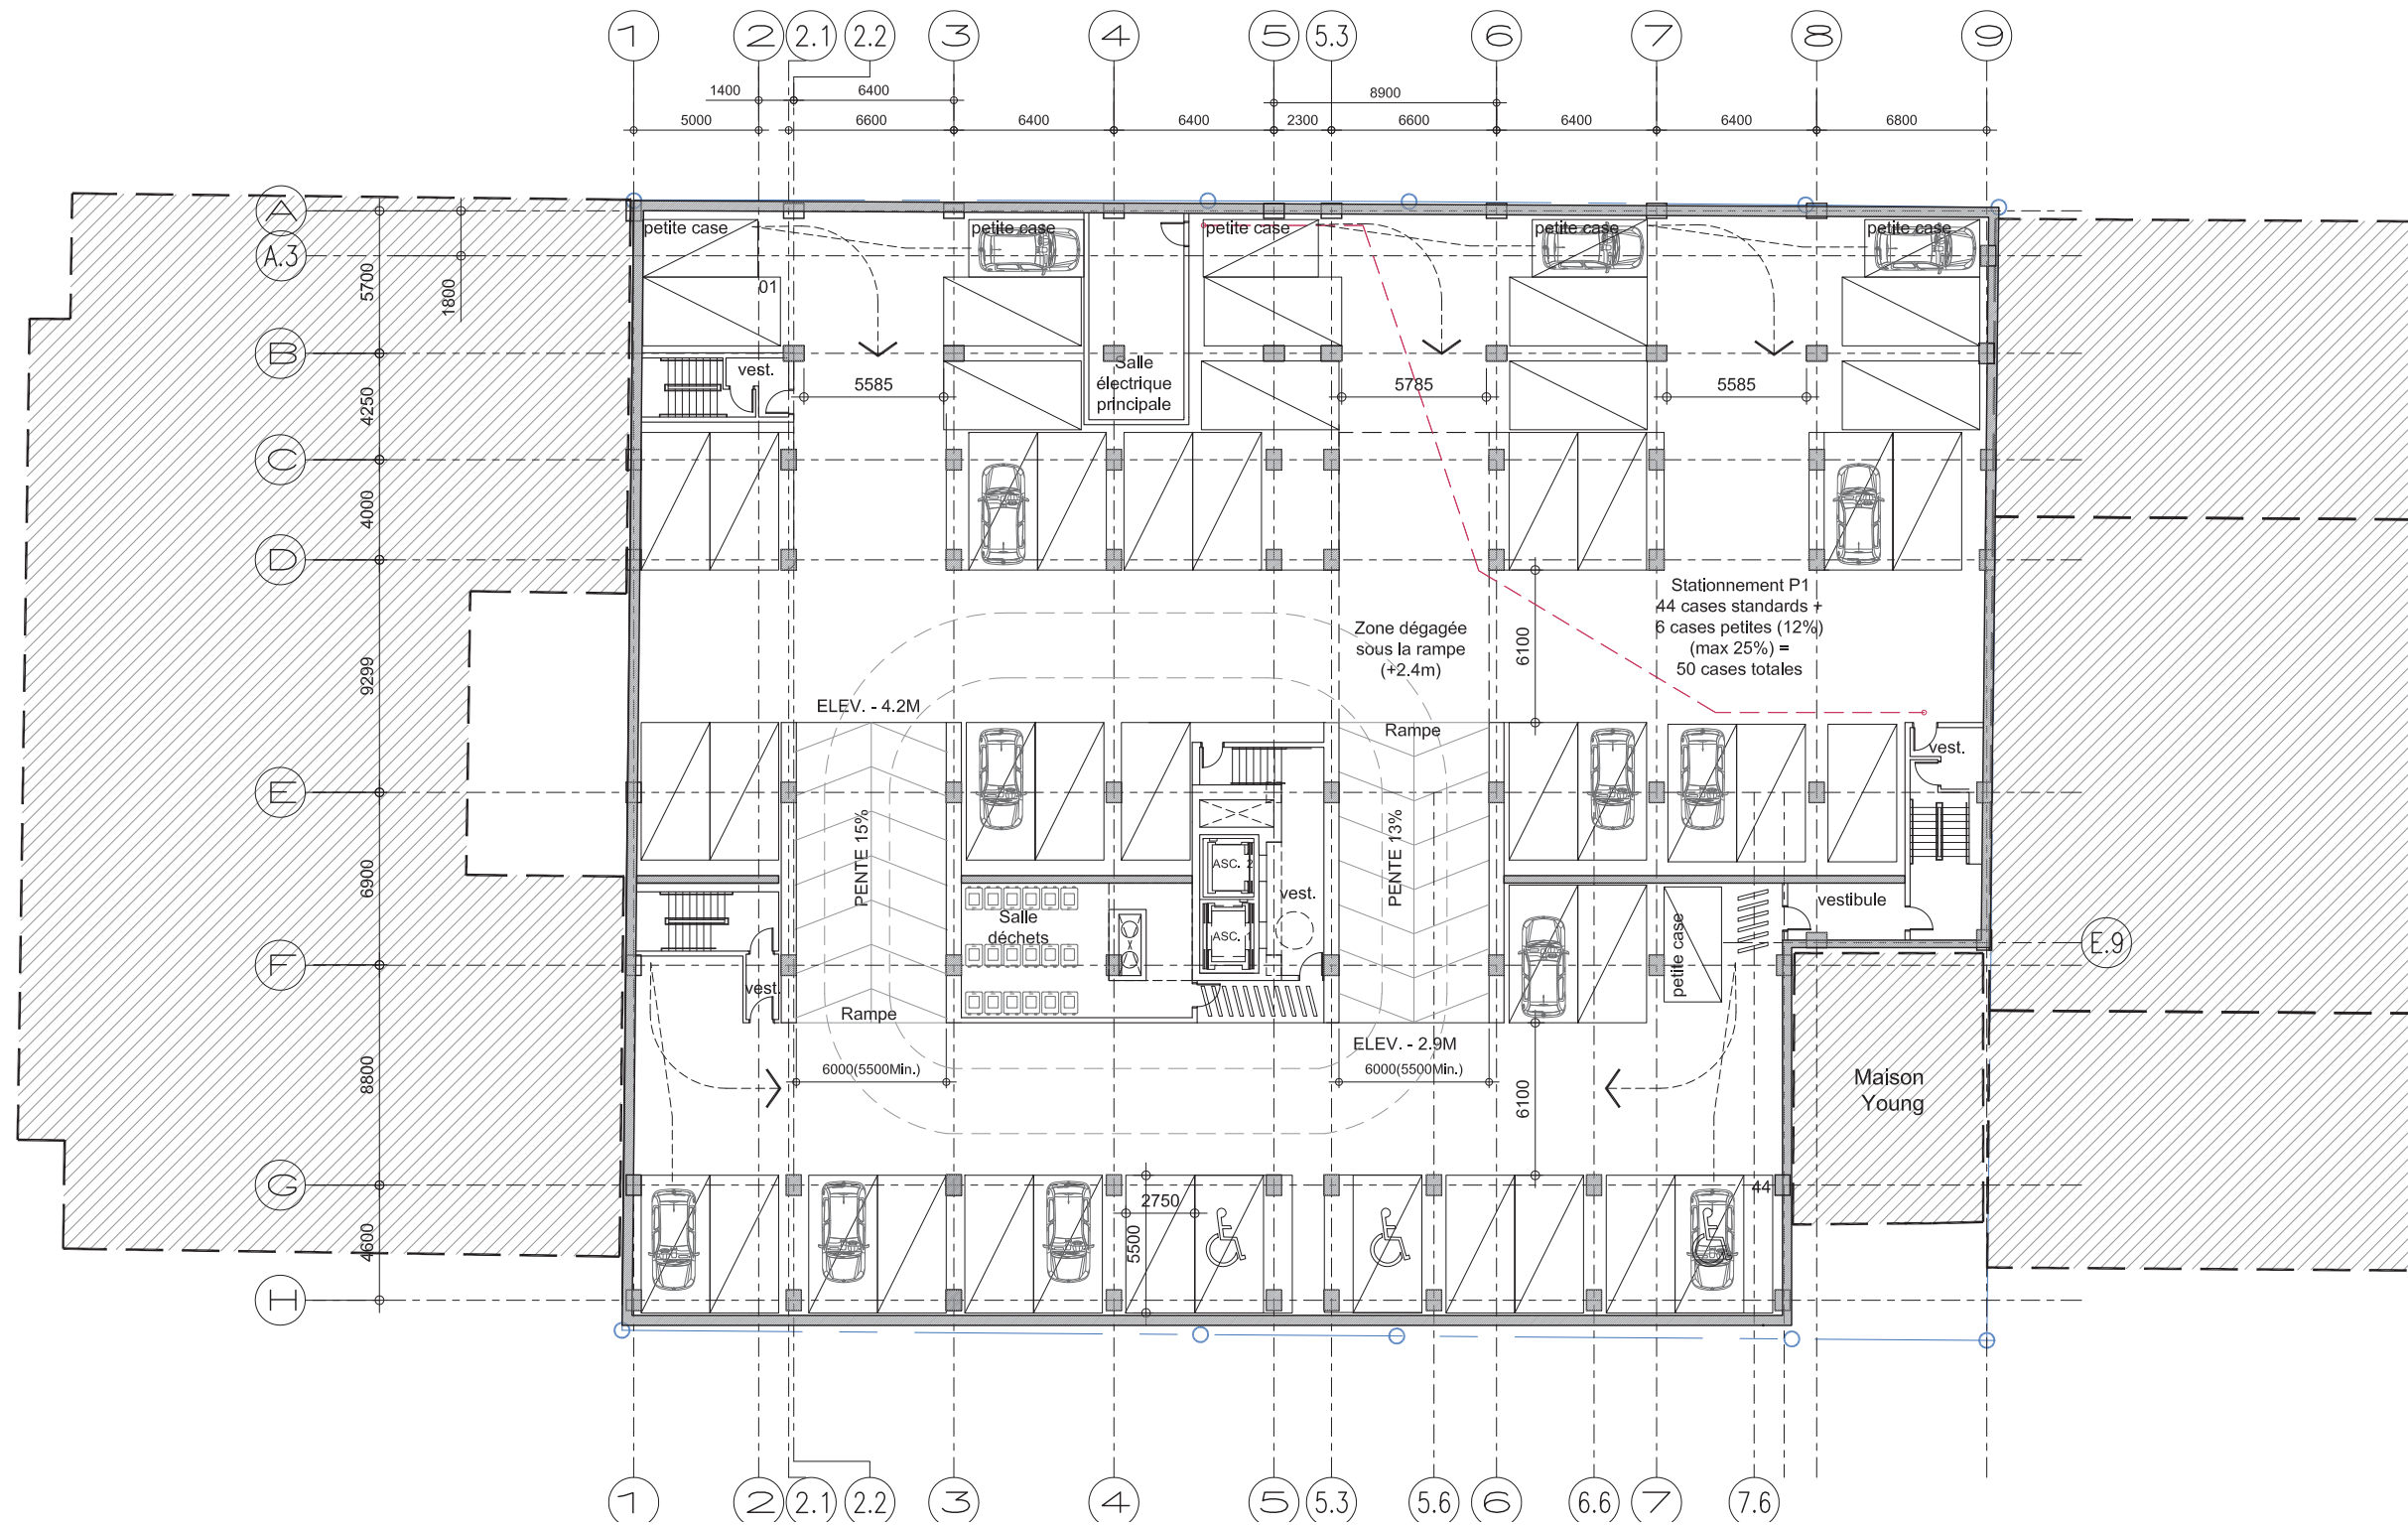 1 2 2.1 2.2 3 4 5 5.3 6 7 8 9
1400 6400 8900
5000 6600 6400 6400 2300 6600 6400 6400 6800
A
A.3
B
C
D
E
F
G
H
E.9
5700
1800
4250
4000
9299
6900
8800
4600
petite case
petite case
petite case
petite case
petite case
01
vest.
Salle
électrique
principale
5585
5785
5585
Stationnement P1
44 cases standards +
6 cases petites (12%)
(max 25%) =
50 cases totales
Zone dégagée
sous la rampe
(+2.4m)
6100
ELEV. - 4.2M
Rampe
vest.
PENTE 15%
PENTE 13%
ASC. 2
ASC. 1
vest.
Salle
déchets
petite case
vestibule
vest.
Rampe
ELEV. - 2.9M
6000(5500Min.)
6000(5500Min.)
6100
Maison
Young
2750
5500
44
1 2 2.1 2.2 3 4 5 5.3 5.6 6 6.6 7 7.6